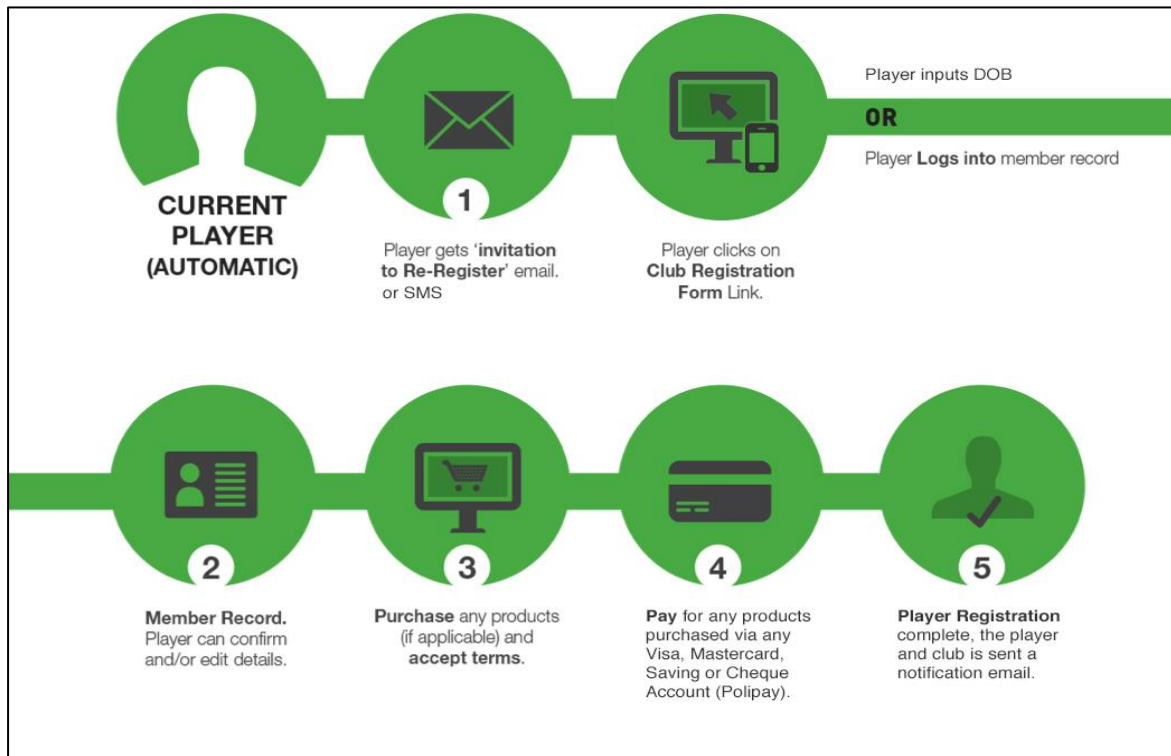 CURRENT
PLAYER
(AUTOMATIC)
1
Player gets ‘invitation
to Re-Register’ email.
or SMS
Player clicks on
Club Registration
Form Link.
Player inputs DOB
OR
Player Logs into member record
2
Member Record.
Player can confirm
and/or edit details.
3
Purchase any products
(if applicable) and
accept terms.
4
Pay for any products
purchased via any
Visa, Mastercard,
Saving or Cheque
Account (Polipay).
5
Player Registration
complete, the player
and club is sent a
notification email.